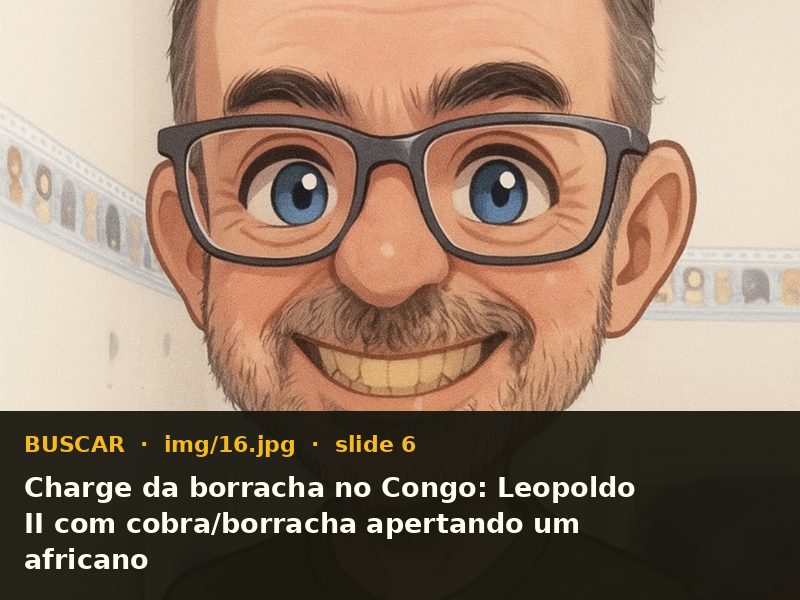 BUSCAR · img/16.jpg · slide 6
Charge da borracha no Congo: Leopoldo
II com cobra/borracha apertando um
africano